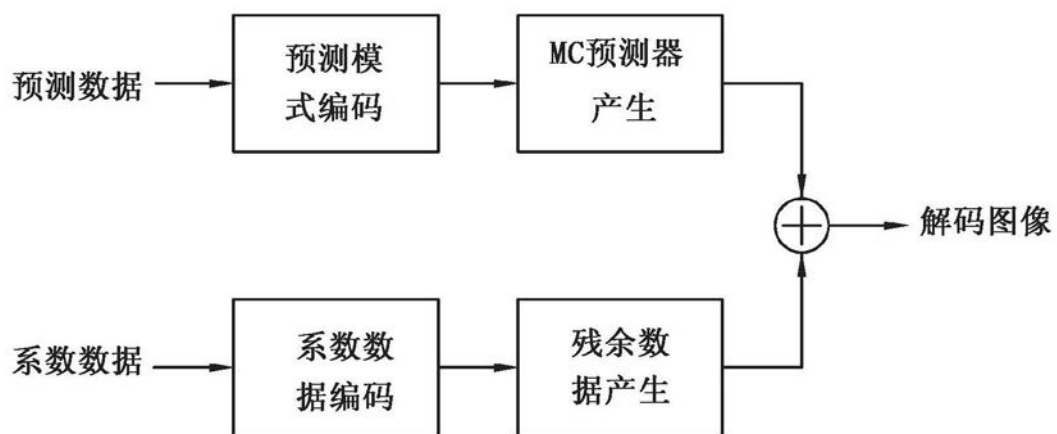 预测数据
预测模
式编码
MC预测器
产生
解码图像
系数数据
系数数
据编码
残余数
据产生